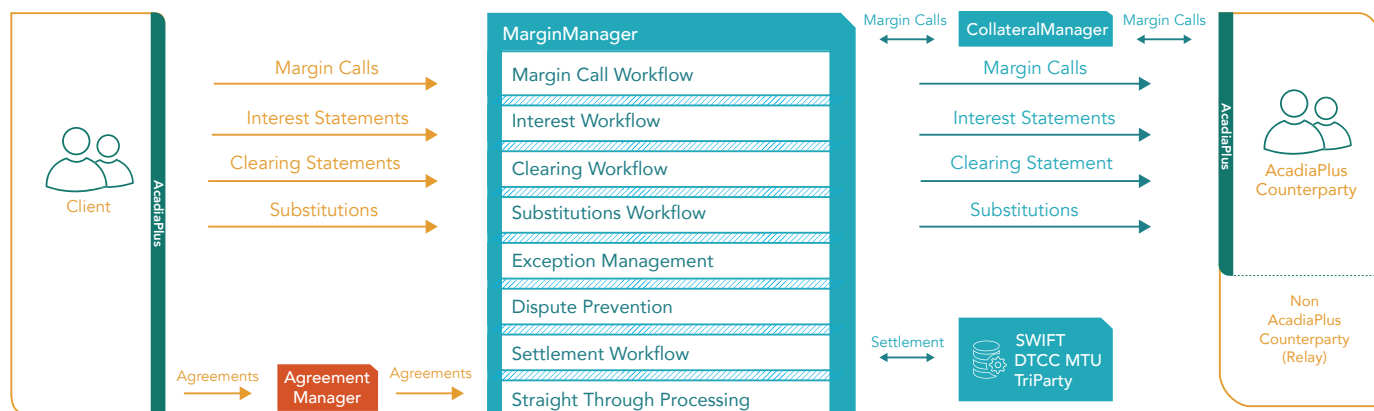 Client
AcadiaPlus
Margin Calls
Interest Statements
Clearing Statements
Substitutions
Agreements
Agreement
Manager
Agreements
MarginManager
Margin Call Workflow
Interest Workflow
Clearing Workflow
Substitutions Workflow
Exception Management
Dispute Prevention
Settlement Workflow
Straight Through Processing
Margin Calls
CollateralManager
Margin Calls
Margin Calls
Interest Statements
Clearing Statement
Substitutions
Settlement
SWIFT
DTCC MTU
TriParty
AcadiaPlus
AcadiaPlus
Counterparty
Non
AcadiaPlus
Counterparty
(Relay)